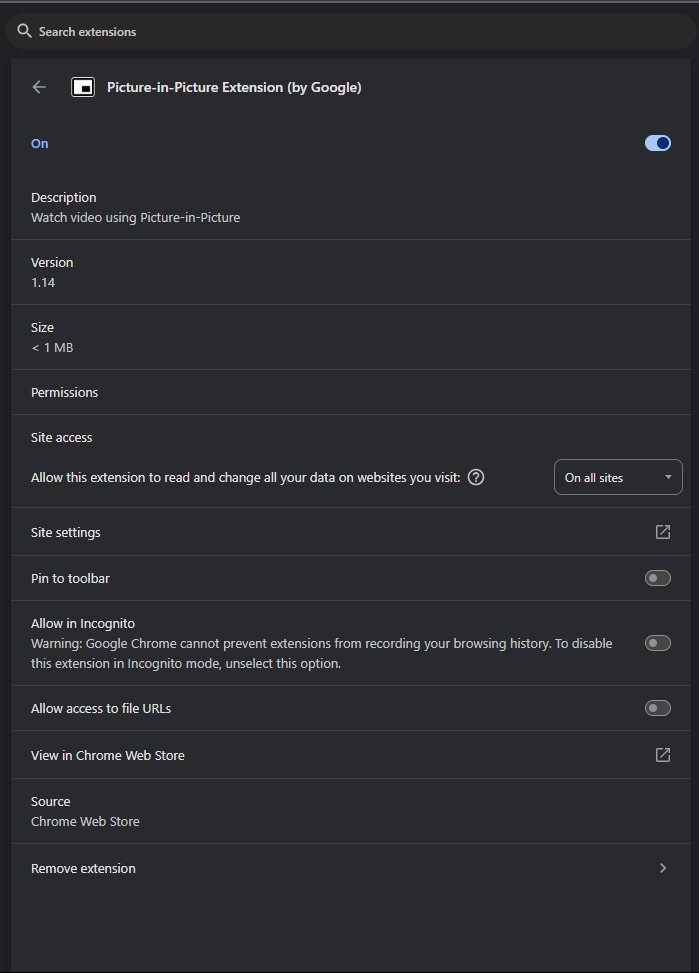 Search extensions
Picture-in-Picture Extension (by Google)
On
Description
Watch video using Picture-in-Picture
Version
1.14
Size
< 1 MB
Permissions
Site access
Allow this extension to read and change all your data on websites you visit: ? On all sites
Site settings
Pin to toolbar
Allow in Incognito
Warning: Google Chrome cannot prevent extensions from recording your browsing history. To disable
this extension in Incognito mode, unselect this option.
Allow access to file URLs
View in Chrome Web Store
Source
Chrome Web Store
Remove extension